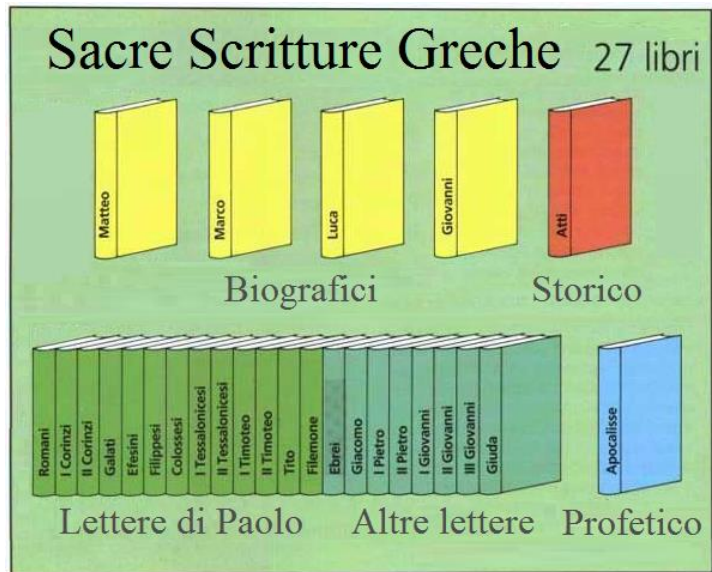 Sacre Scritture Greche 27 libri
Matteo
Marco
Luca
Giovanni
Atti
Biografici Storico
Romani
I Corinzi
II Corinzi
Galati
Efesini
Filippesi
Colossesi
I Tessalonicesi
II Tessalonicesi
I Timoteo
II Timoteo
Tito
Filemone
Ebrei
Giacomo
I Pietro
II Pietro
I Giovanni
II Giovanni
III Giovanni
Giuda
Apocalisse
Lettere di Paolo Altre lettere Profetico